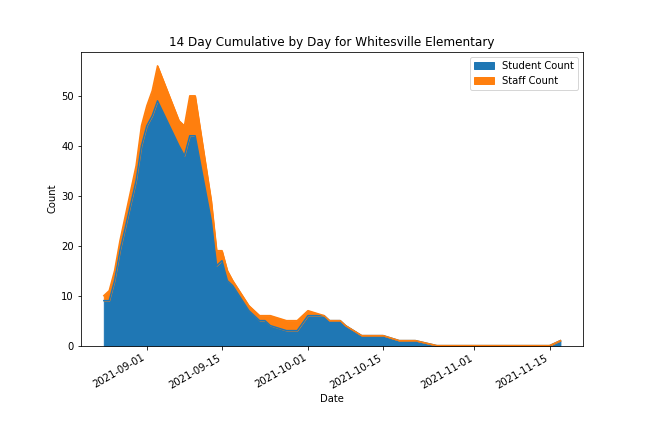 14 Day Cumulative by Day for Whitesville Elementary
Student Count
Staff Count
50
40
30
20
10
0
Count
2021-09-01
2021-09-15
2021-10-01
2021-10-15
2021-11-01
2021-11-15
Date